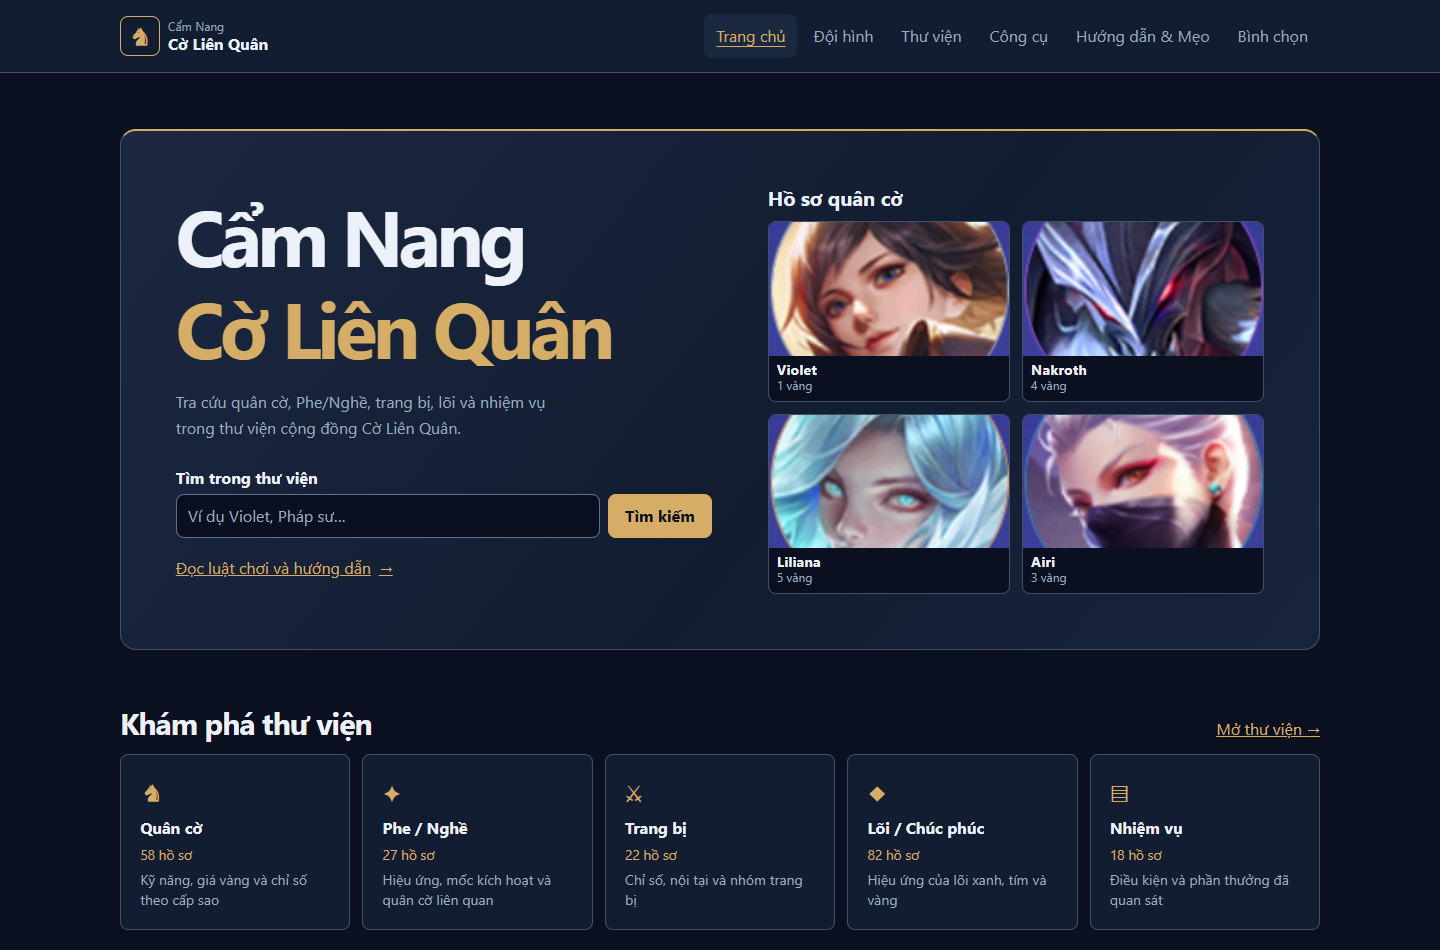 Cẩm Nang
Cờ Liên Quân
Trang chủ
Đội hình
Thư viện
Công cụ
Hướng dẫn & Mẹo
Bình chọn
Cẩm Nang
Cờ Liên Quân
Tra cứu quân cờ, Phe/Nghề, trang bị, lõi và nhiệm vụ
trong thư viện cộng đồng Cờ Liên Quân.
Tìm trong thư viện
Ví dụ Violet, Pháp sư...
Tìm kiếm
Đọc luật chơi và hướng dẫn →
Hồ sơ quân cờ
Violet
1 vàng
Nakroth
4 vàng
Liliana
5 vàng
Airi
3 vàng
Khám phá thư viện
Mở thư viện →
Quân cờ
58 hồ sơ
Kỹ năng, giá vàng và chỉ số
theo cấp sao
Phe / Nghề
27 hồ sơ
Hiệu ứng, mốc kích hoạt và
quân cờ liên quan
Trang bị
22 hồ sơ
Chỉ số, nội tại và nhóm trang
bị
Lõi / Chúc phúc
82 hồ sơ
Hiệu ứng của lõi xanh, tím và
vàng
Nhiệm vụ
18 hồ sơ
Điều kiện và phần thưởng đã
quan sát